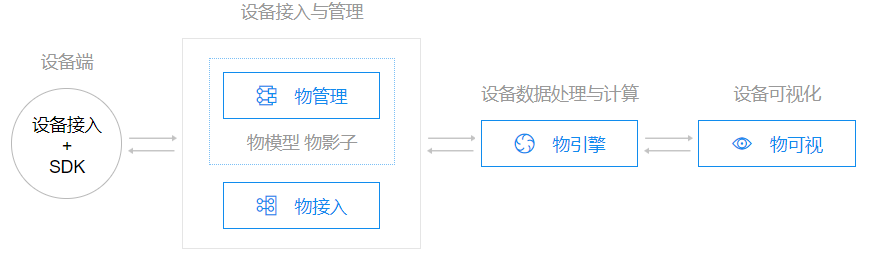 设备接入与管理
设备端
设备接入
+
SDK
物管理
物模型 物影子
物接入
设备数据处理与计算
物引擎
设备可视化
物可视